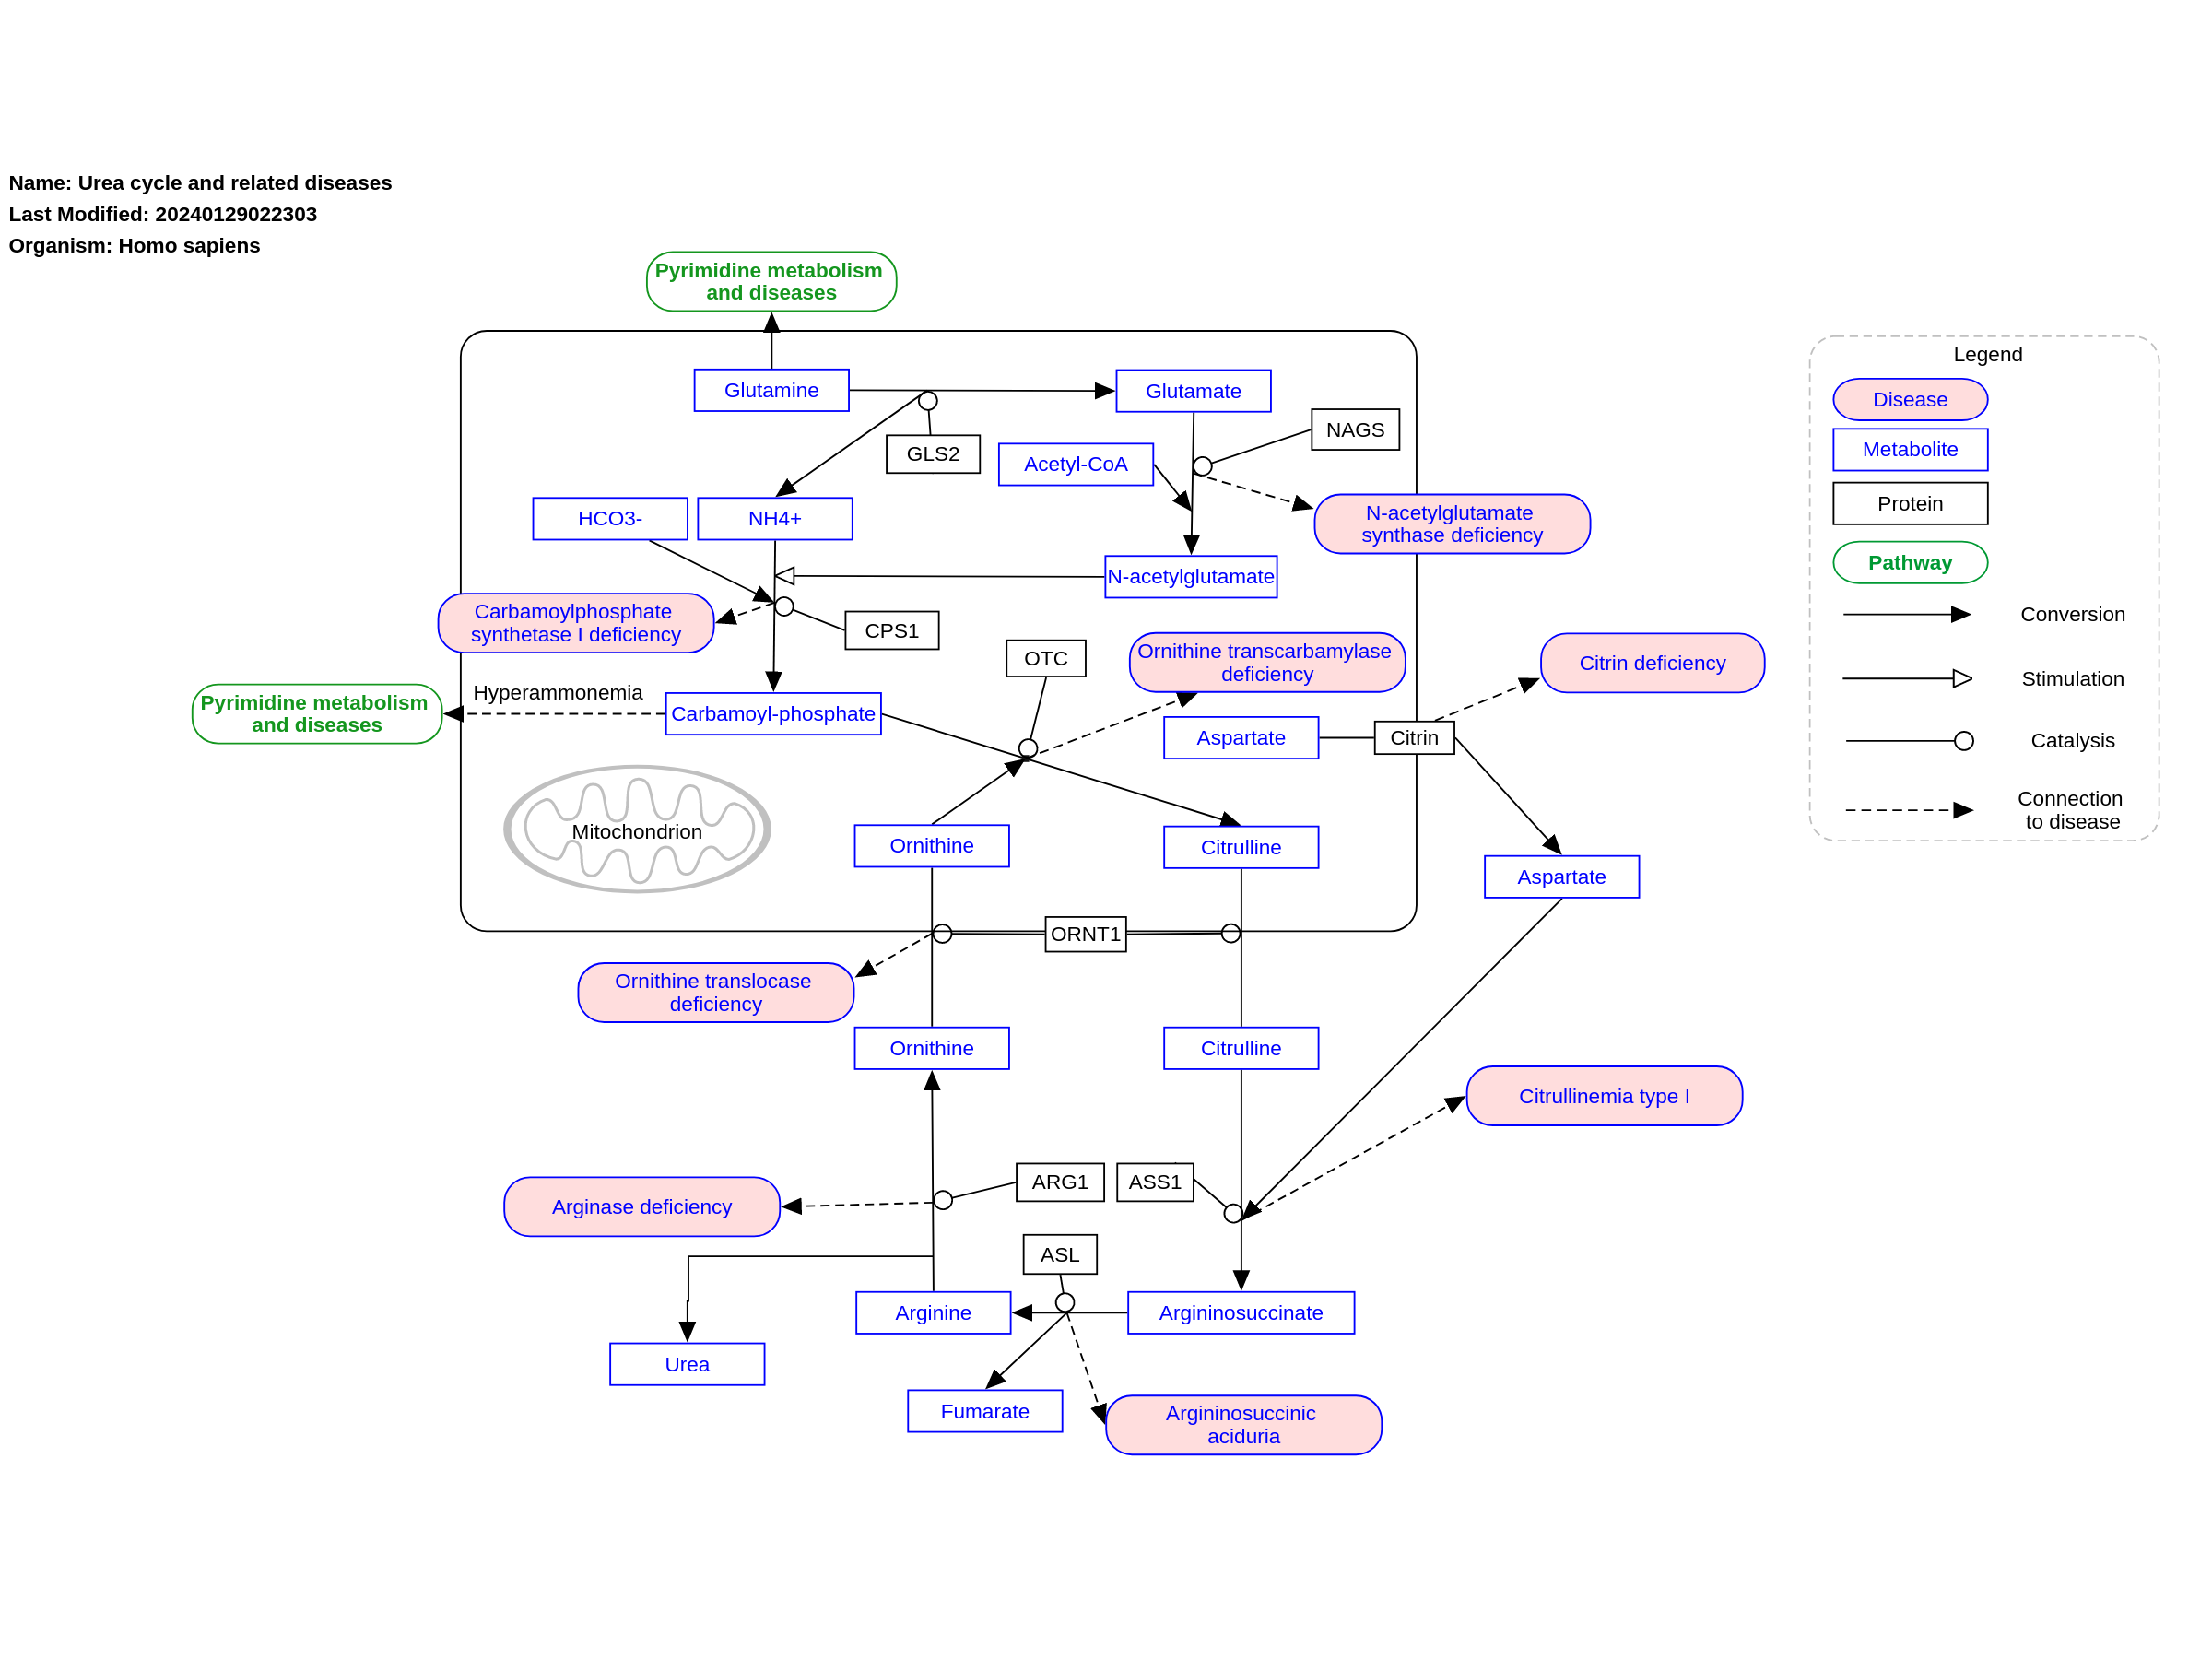 Name: Urea cycle and related diseases
Last Modified: 20240129022303
Organism: Homo sapiens
Pyrimidine metabolism
and diseases
Legend
Glutamine
Glutamate
Disease
NAGS
GLS2
Acetyl-CoA
Metabolite
HCO3-
NH4+
Protein
N-acetylglutamate
synthase deficiency
Pathway
N-acetylglutamate
Carbamoylphosphate
synthetase I deficiency
CPS1
Conversion
OTC
Ornithine transcarbamylase
deficiency
Citrin deficiency
Stimulation
Hyperammonemia
Pyrimidine metabolism
and diseases
Carbamoyl-phosphate
Aspartate
Citrin
Catalysis
Connection
to disease
Mitochondrion
Ornithine
Citrulline
Aspartate
ORNT1
Ornithine translocase
deficiency
Ornithine
Citrulline
Citrullinemia type I
Arginase deficiency
ARG1
ASS1
ASL
Arginine
Argininosuccinate
Urea
Fumarate
Argininosuccinic
aciduria